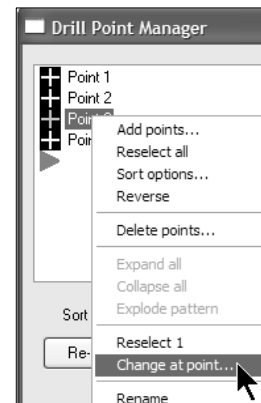 Drill Point Manager
Point 1
Point 2
Add points...
Reselect all
Sort options...
Reverse
Delete points...
Expand all
Collapse all
Explode pattern
Sort
Reselect 1
Re-
Change at point...
Rename